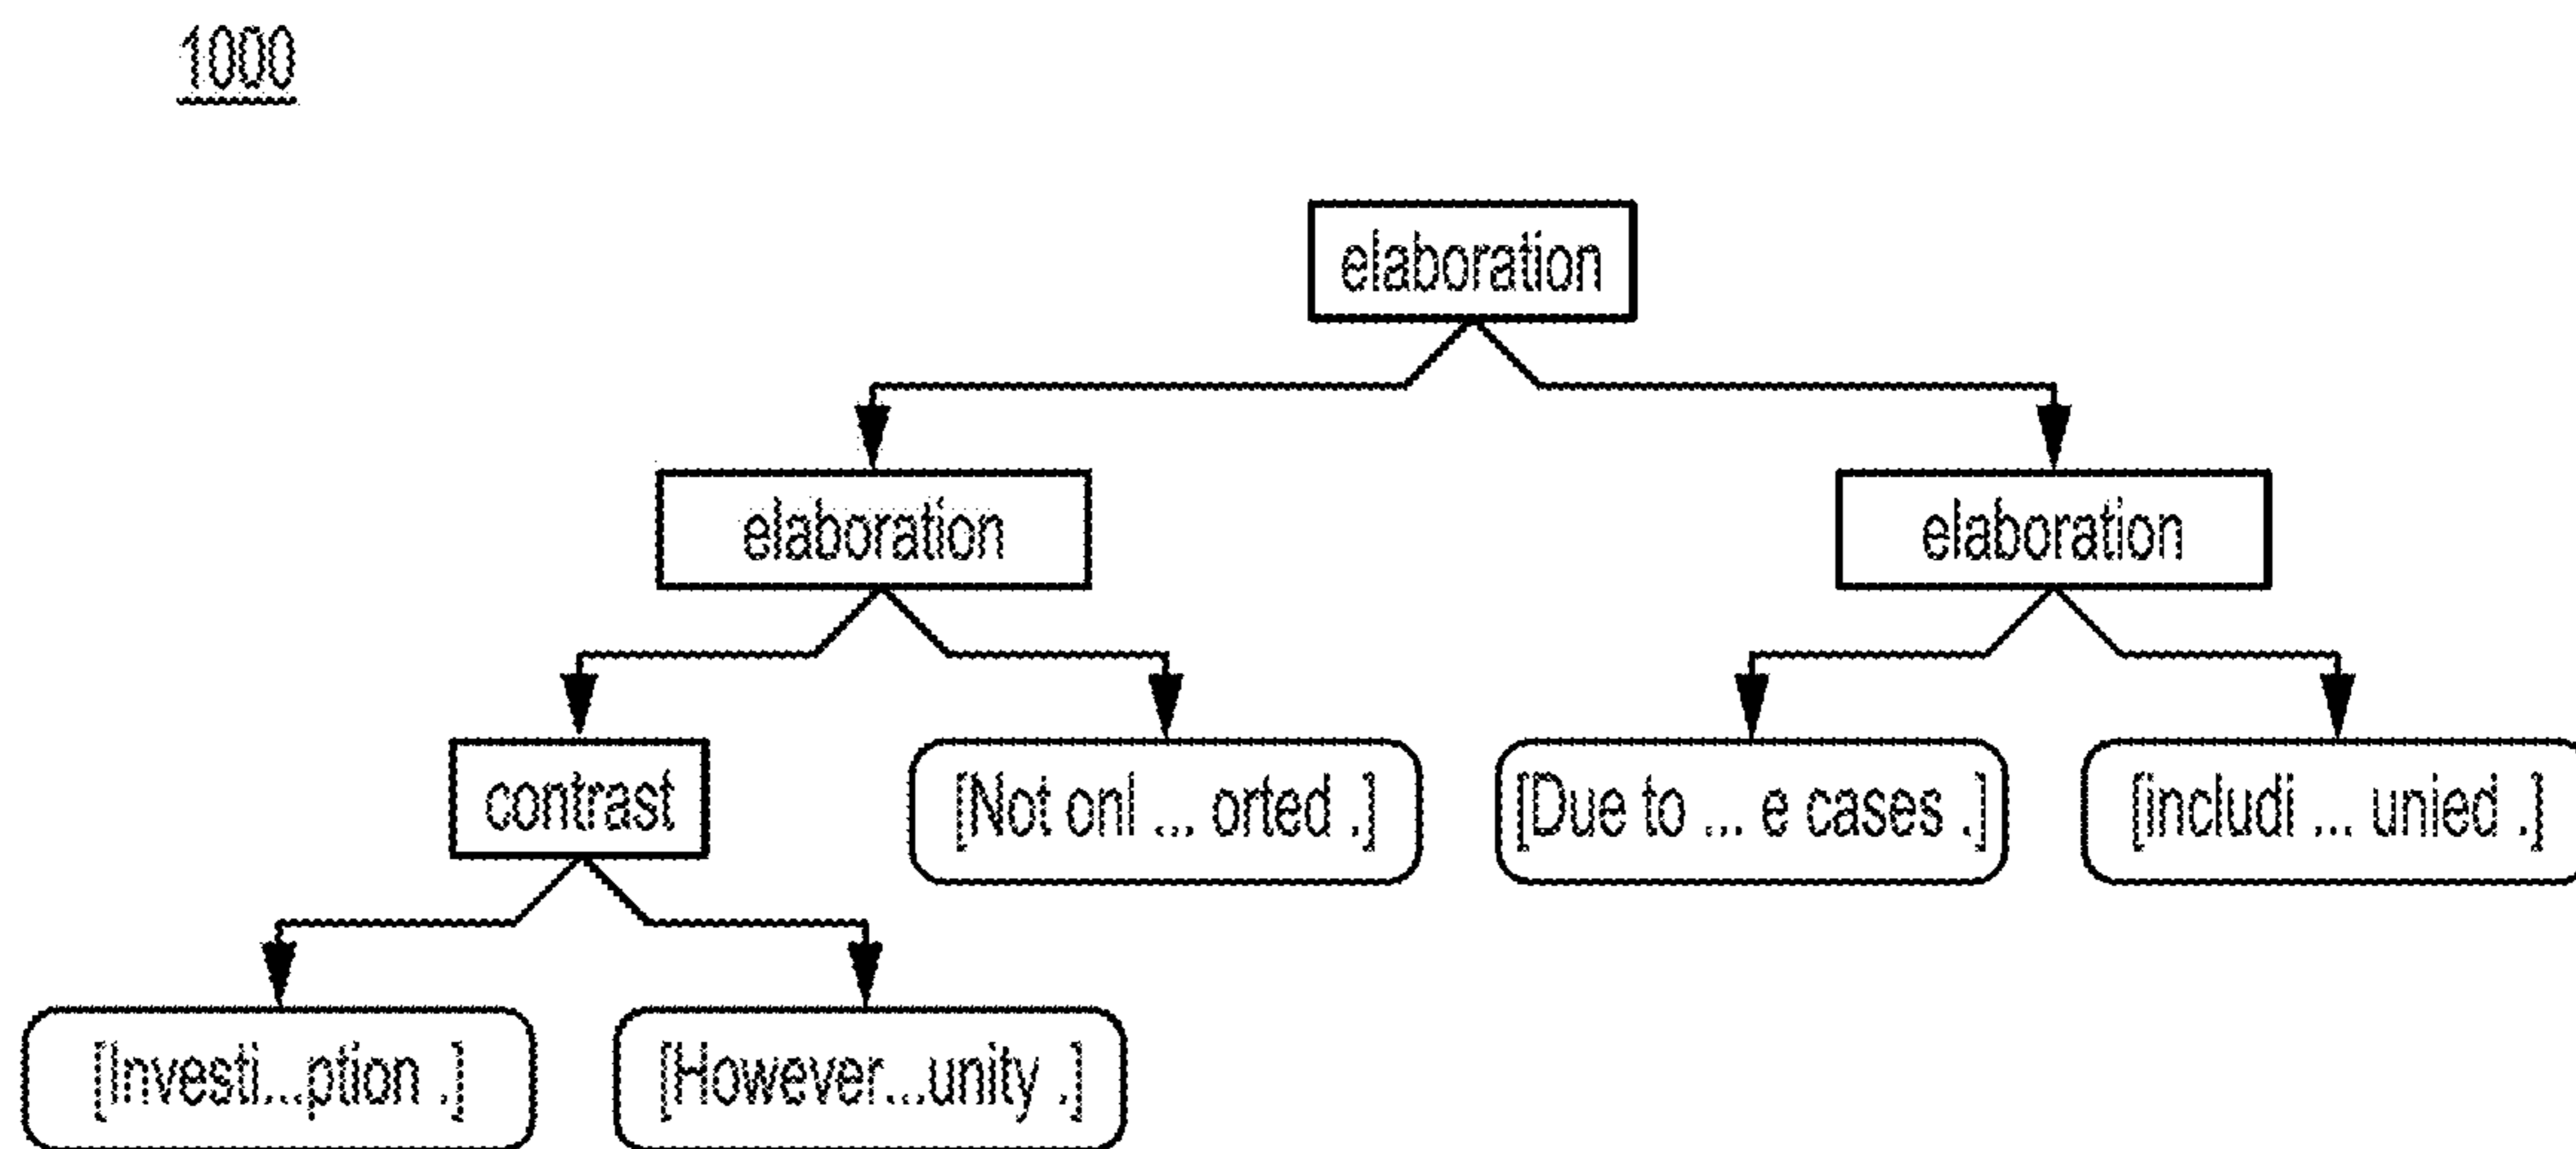 1000
elaboration
elaboration
elaboration
contrast
[Not onl ... orted .]
[Due to ... e cases .]
[includi ... unied .]
[Investi...ption .]
[However...unity .]